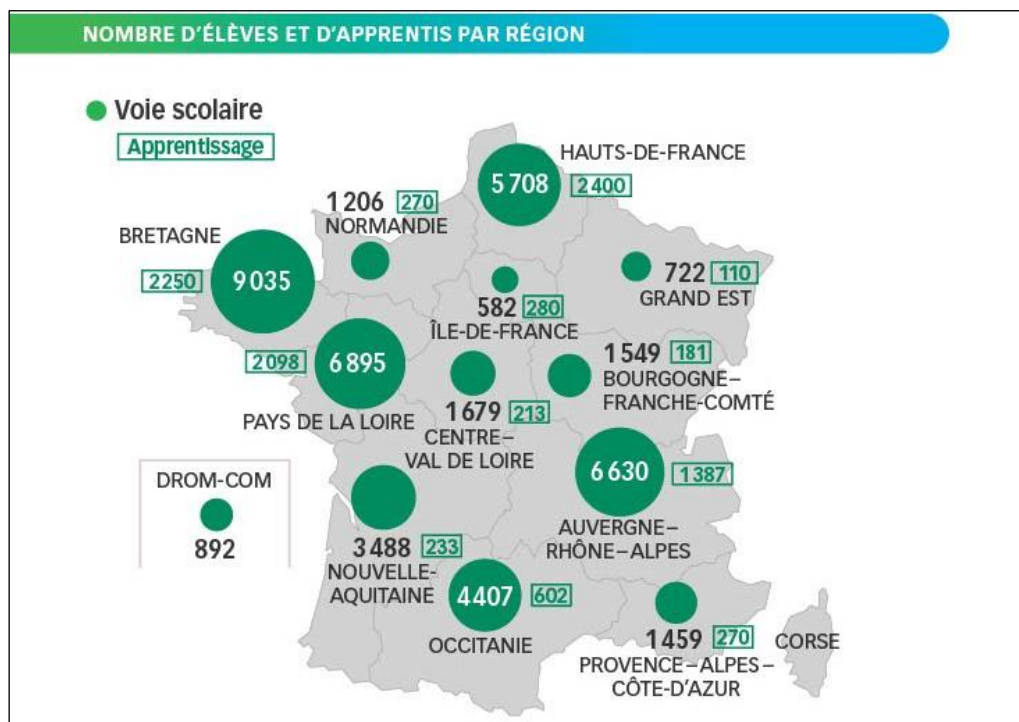 NOMBRE D'ÉLÈVES ET D'APPRENTIS PAR RÉGION
Voie scolaire
Apprentissage
HAUTS-DE-FRANCE
5 708 2 400
1 206 270
NORMANDIE
BRETAGNE
2250 9 035
722 110
GRAND EST
582 280
ÎLE-DE-FRANCE
2 098 6 895
PAYS DE LA LOIRE
1 549 181
BOURGOGNE–
FRANCHE-COMTÉ
1 679 213
CENTRE–
VAL DE LOIRE
6 630 1 387
AUVERGNE–
RHÔNE–ALPES
DROM-COM
892
3 488 233
NOUVELLE-
AQUITAINE
4 407 602
OCCITANIE
1 459 270
PROVENCE–ALPES–
CÔTE-D'AZUR
CORSE